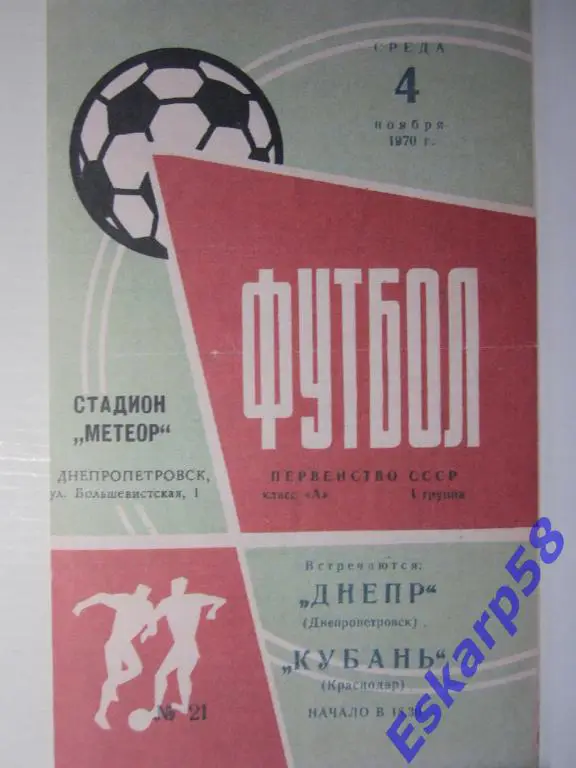 СРЕДА
4
ноября
1970 г.
ФУТБОЛ
СТАДИОН
„МЕТЕОР"
ДНЕПРОПЕТРОВСК,
ул. Большевистская, 1
ПЕРВЕНСТВО СССР
класс «А» I группа
Встречаются:
„ДНЕПР"
(Днепропетровск)
„КУБАНЬ"
(Краснодар)
НАЧАЛО В
№ 21
Eskarp58